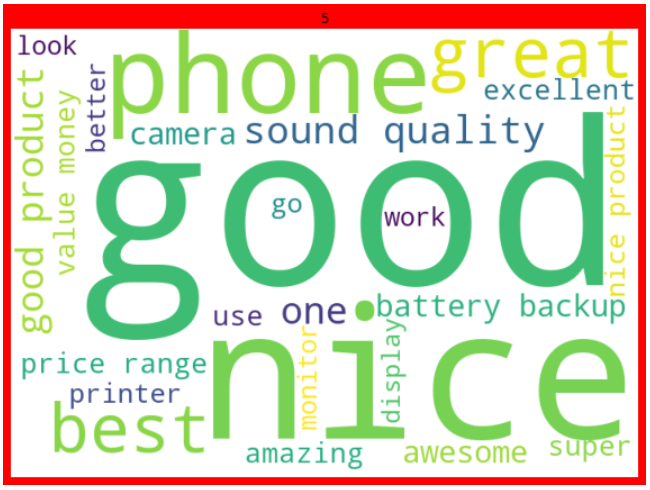 5
look
phone
great
excellent
better
camera
sound quality
good product
value money
good
go
work
nice product
use
one
battery backup
nice
price range
monitor
display
printer
best
amazing
awesome
super